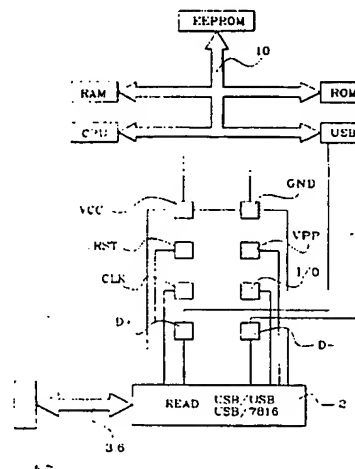 EEPROM
10
RAM
ROM
CPU
USB
VCC
GND
RST
VPP
CLK
I/O
D+
D-
READ USB/USB
USB/7816
2
36